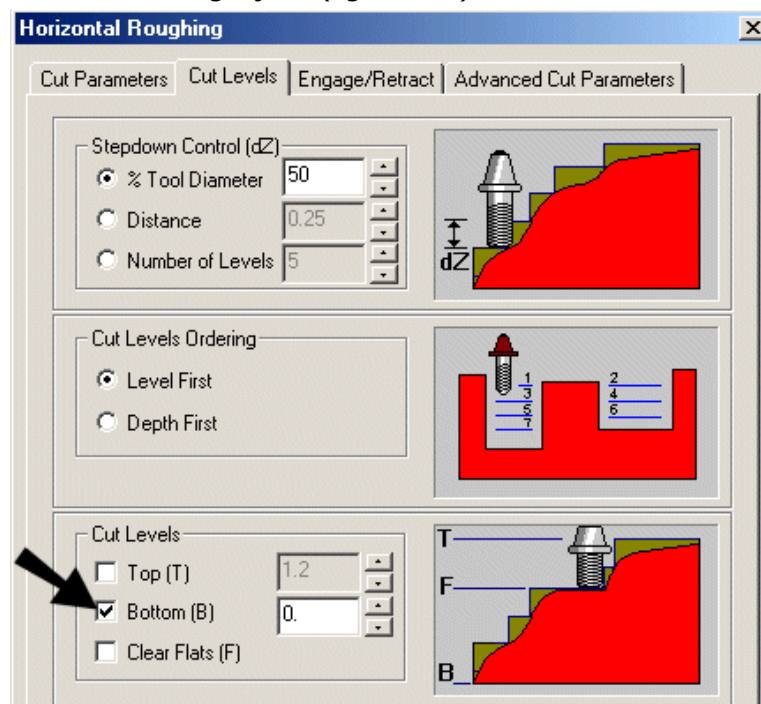 Horizontal Roughing
Cut Parameters Cut Levels Engage/Retract Advanced Cut Parameters
Stepdown Control (dZ)
% Tool Diameter 50
Distance 0.25
Number of Levels 5
dZ
Cut Levels Ordering
Level First
Depth First
1 2
3 4
5 6
7
Cut Levels
Top (T) 1.2
Bottom (B) 0.
Clear Flats (F)
T
F
B